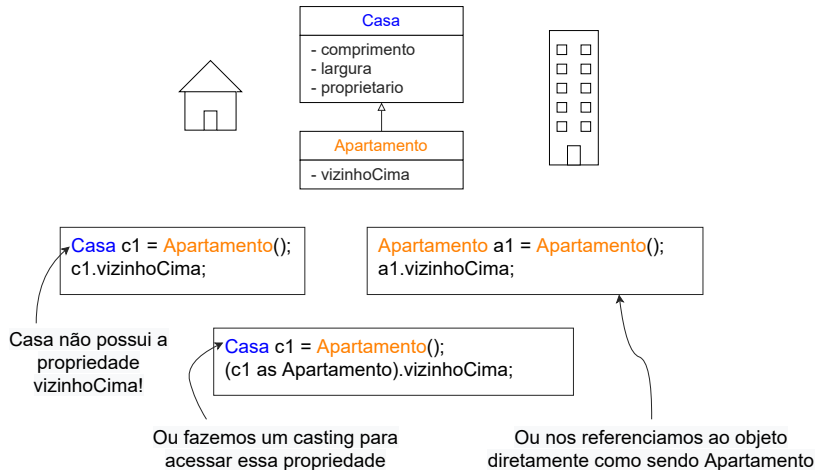 Casa
- comprimento
- largura
- proprietario
Apartamento
- vizinhoCima
Casa c1 = Apartamento();
c1.vizinhoCima;
Apartamento a1 = Apartamento();
a1.vizinhoCima;
Casa não possui a
propriedade
vizinhoCima!
Casa c1 = Apartamento();
(c1 as Apartamento).vizinhoCima;
Ou fazemos um casting para
acessar essa propriedade
Ou nos referenciamos ao objeto
diretamente como sendo Apartamento